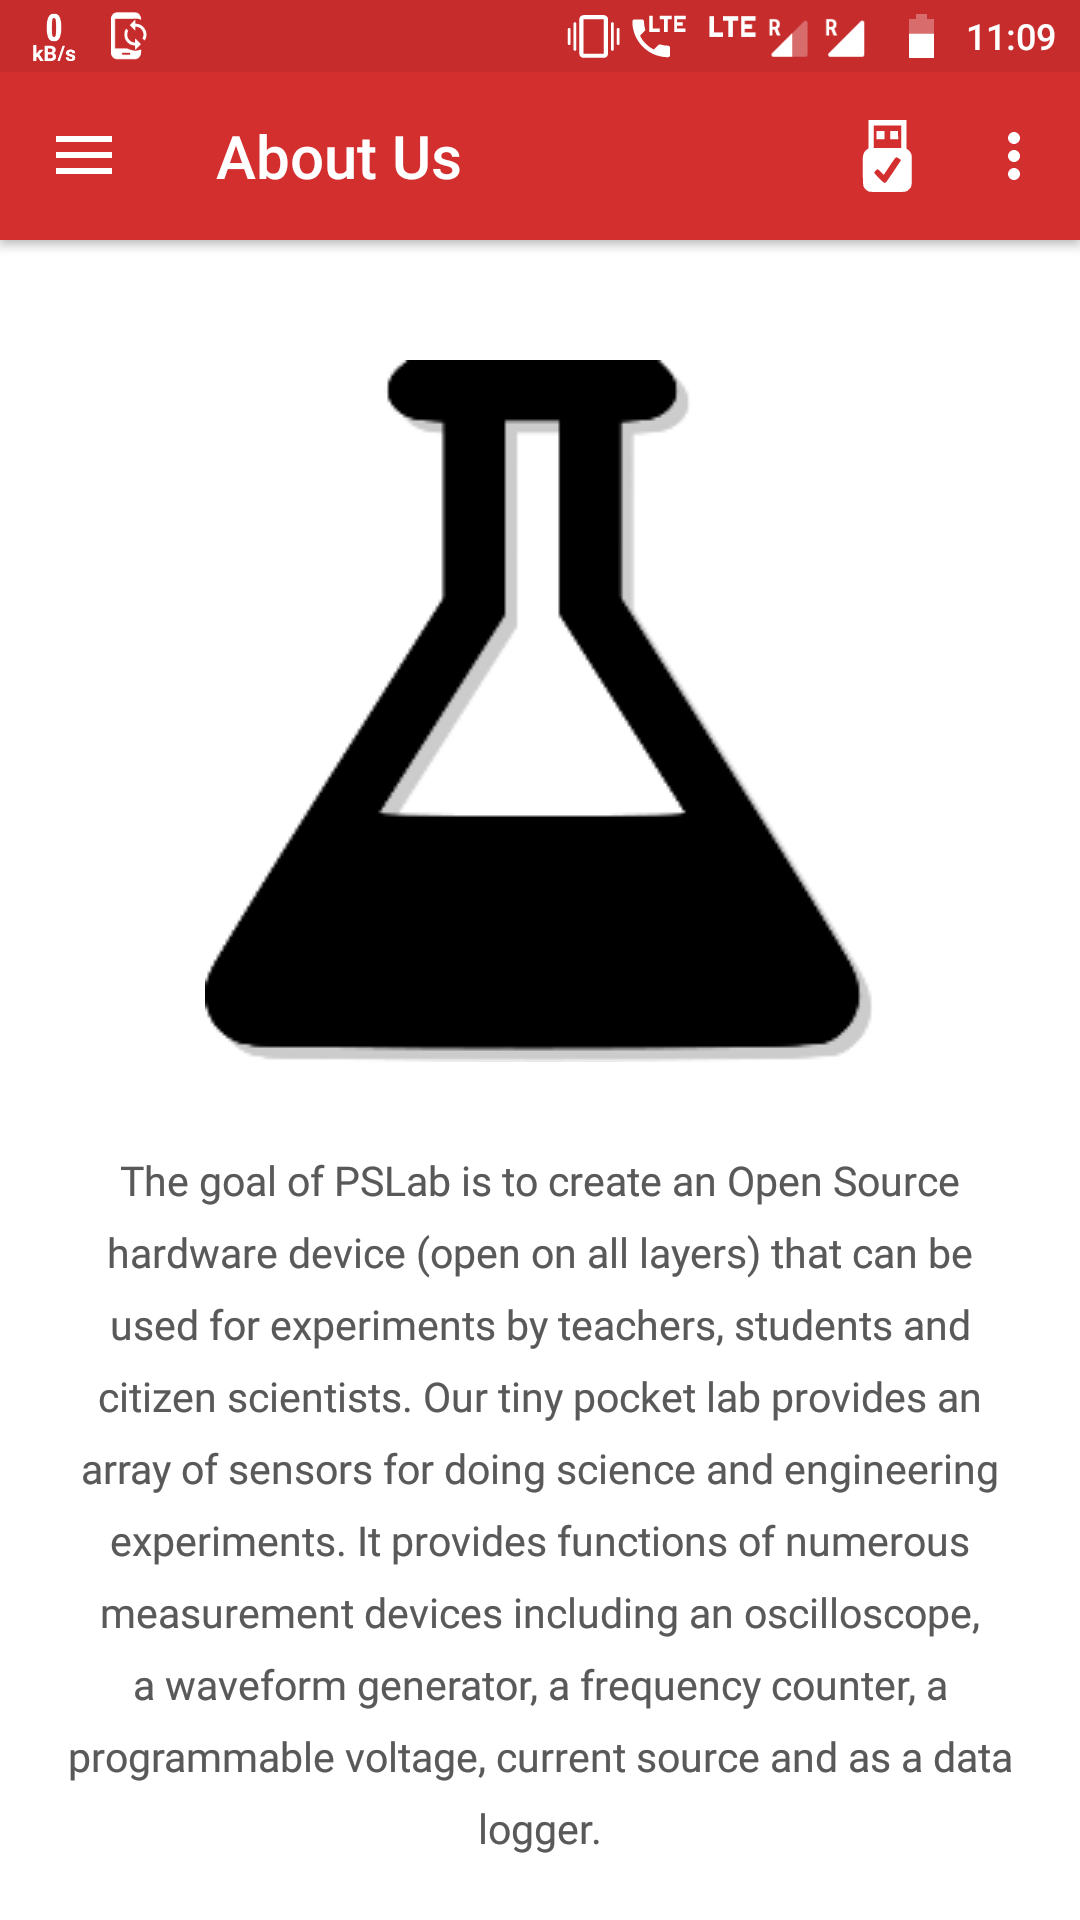 0
kB/s
LTE
LTE
R
R
11:09
About Us
The goal of PSLab is to create an Open Source
hardware device (open on all layers) that can be
used for experiments by teachers, students and
citizen scientists. Our tiny pocket lab provides an
array of sensors for doing science and engineering
experiments. It provides functions of numerous
measurement devices including an oscilloscope,
a waveform generator, a frequency counter, a
programmable voltage, current source and as a data
logger.